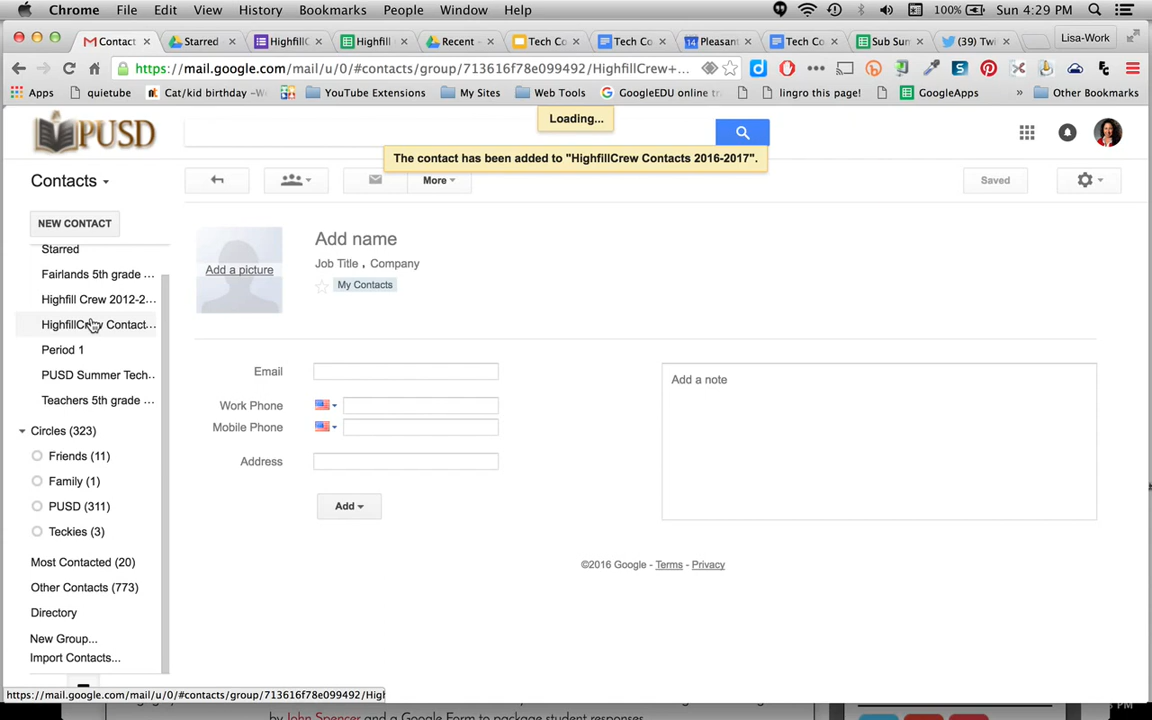 Chrome File Edit View History Bookmarks People Window Help 100% Sun 4:29 PM
Contact Starred HighfillC Highfill Recent - Tech Co Tech Co 14 Pleasant Tech Co Sub Sum (39) Twi Lisa-Work
https://mail.google.com/mail/u/0/#contacts/group/713616f78e099492/HighfillCrew+...
Apps quietube Cat/kid birthday YouTube Extensions My Sites Web Tools GoogleEDU online tr lingro this page! GoogleApps » Other Bookmarks
PUSD
Loading...
The contact has been added to "HighfillCrew Contacts 2016-2017".
Contacts
More
Saved
NEW CONTACT
Starred
Fairlands 5th grade ...
Highfill Crew 2012-2...
HighfillCrew Contact...
Period 1
PUSD Summer Tech...
Teachers 5th grade ...
Circles (323)
Friends (11)
Family (1)
PUSD (311)
Teckies (3)
Most Contacted (20)
Other Contacts (773)
Directory
New Group...
Import Contacts...
Add a picture
Add name
Job Title , Company
My Contacts
Email
Work Phone
Mobile Phone
Address
Add
Add a note
©2016 Google - Terms - Privacy
https://mail.google.com/mail/u/0/#contacts/group/713616f78e099492/High
by John Spencer and a Google Form to package student responses.
PM